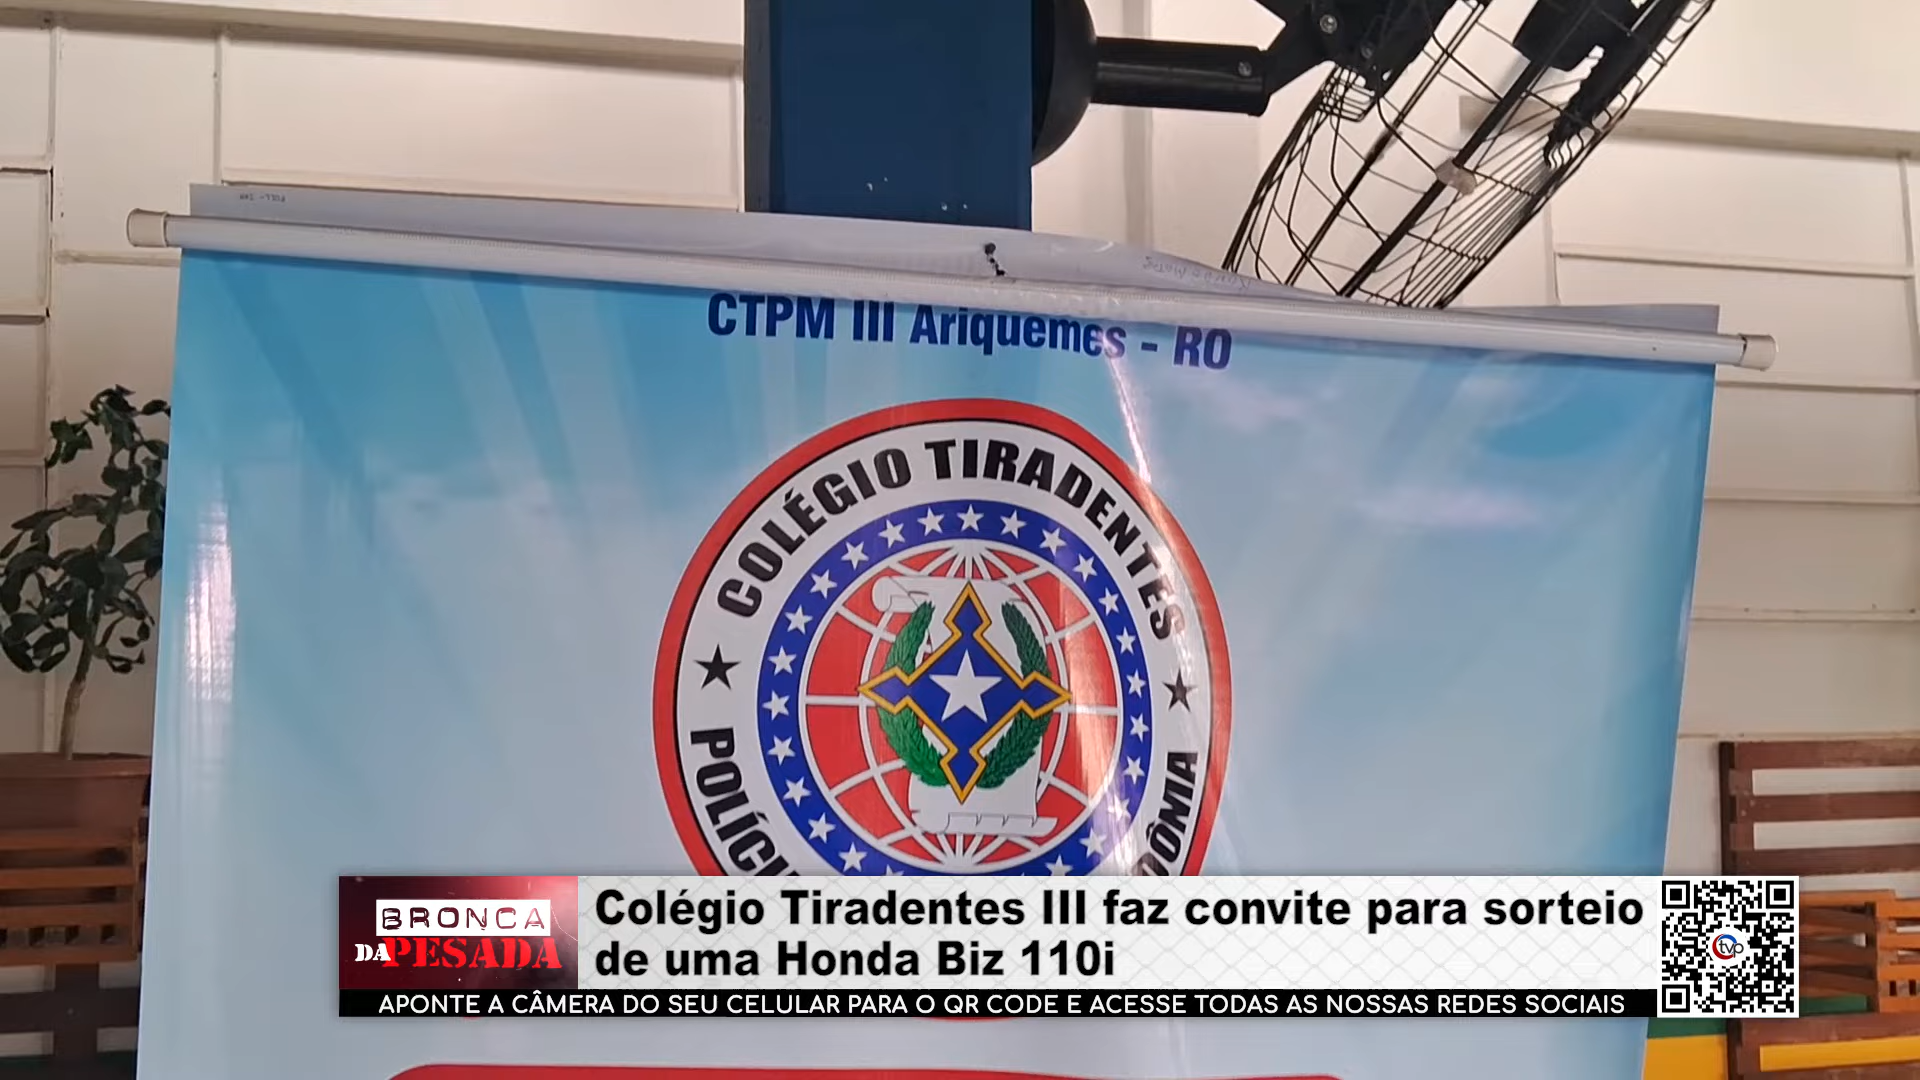 CTPM III Ariquemes - RO
COLÉGIO TIRADENTES
BRONCA
DA PESADA
Colégio Tiradentes III faz convite para sorteio
de uma Honda Biz 110i
tvp
APONTE A CÂMERA DO SEU CELULAR PARA O QR CODE E ACESSE TODAS AS NOSSAS REDES SOCIAIS